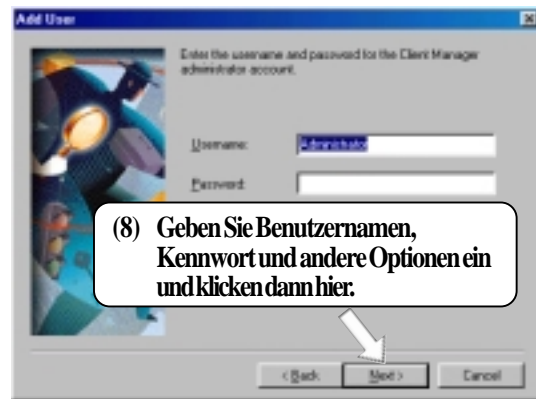 Add User
Enter the username and password for the Client Manager
administrator account.
Username:
Administrator
Password:
(8) Geben Sie Benutzernamen,
Kennwort und andere Optionen ein
und klicken dann hier.
< Back
Next >
Cancel